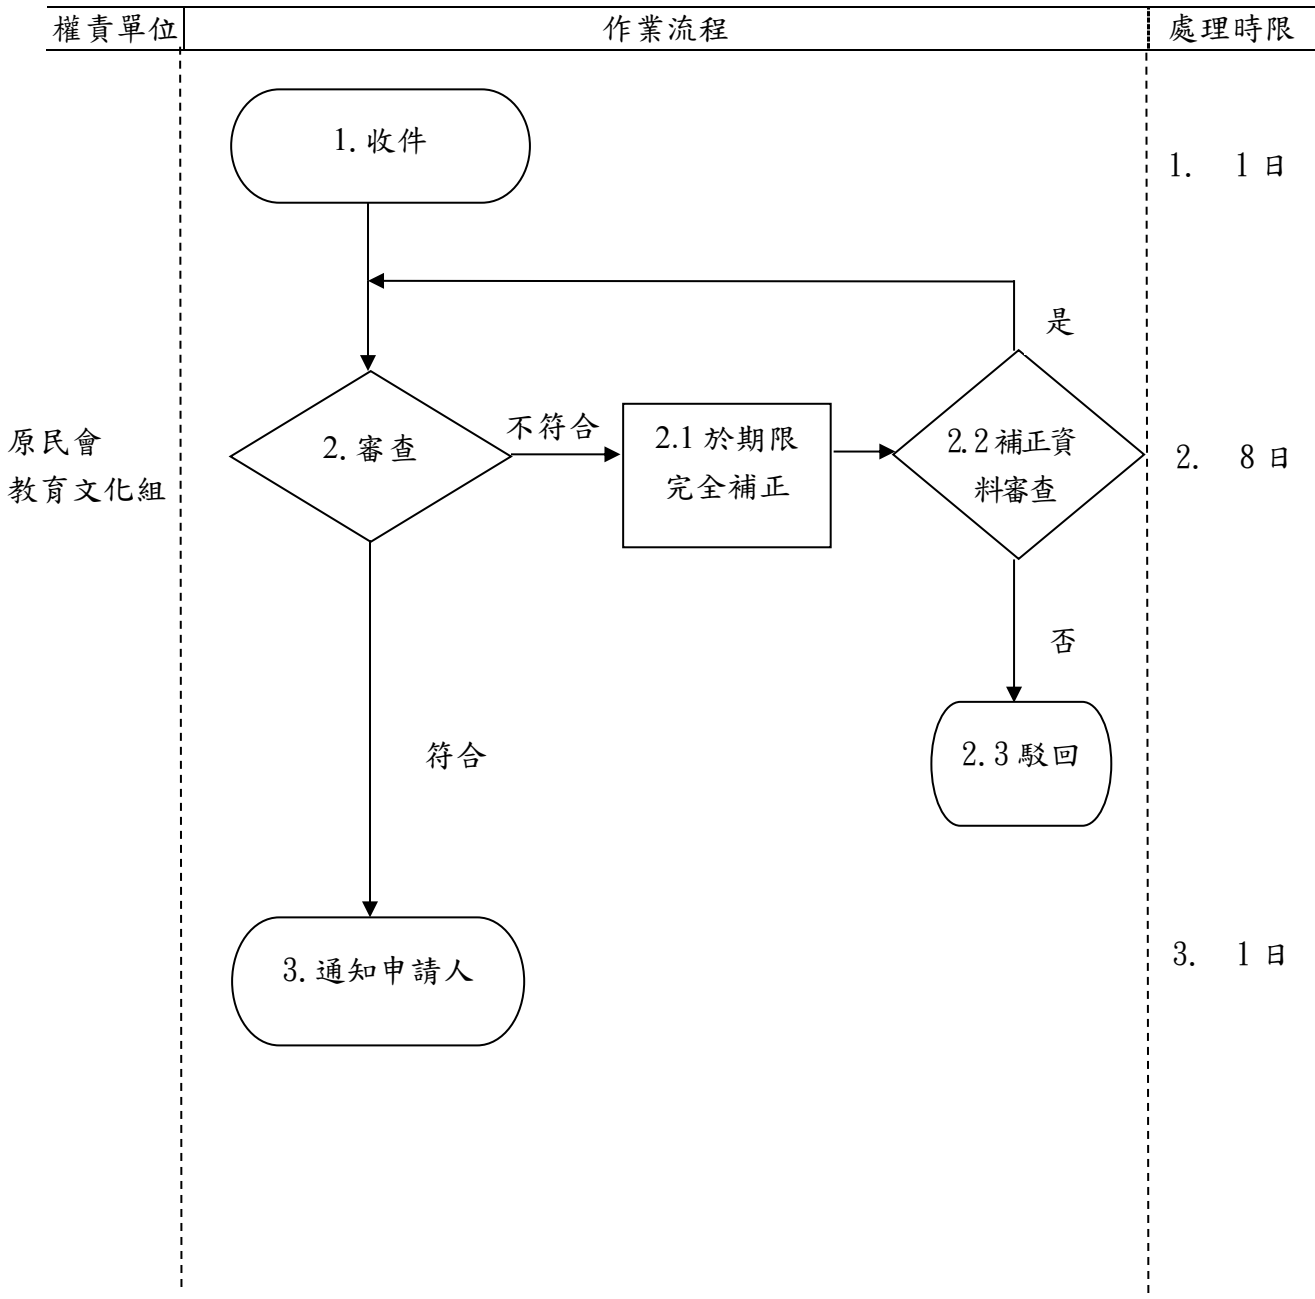 權責單位 作業流程 處理時限
1.收件
1. 1日
是
原民會
教育文化組
2.審查
不符合
2.1於期限
完全補正
2.2補正資
料審查
2. 8日
否
符合
2.3駁回
3.通知申請人
3. 1日